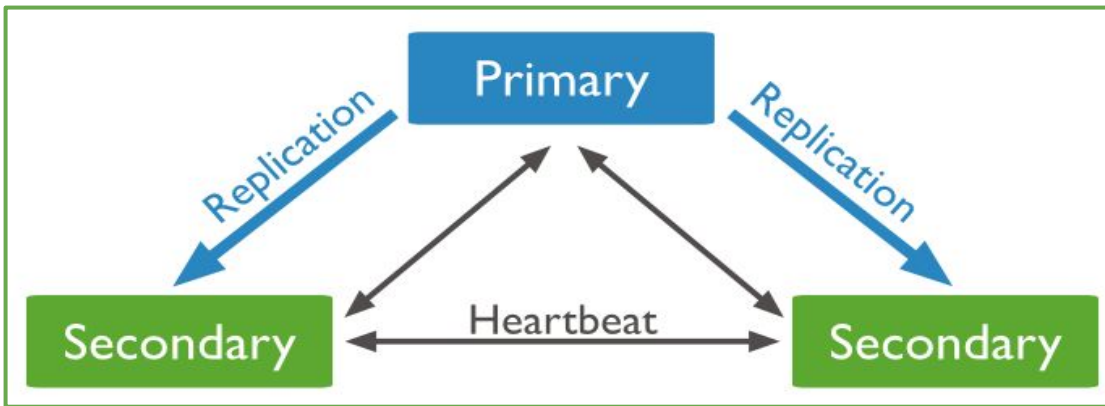 Primary
Replication
Replication
Heartbeat
Secondary
Secondary